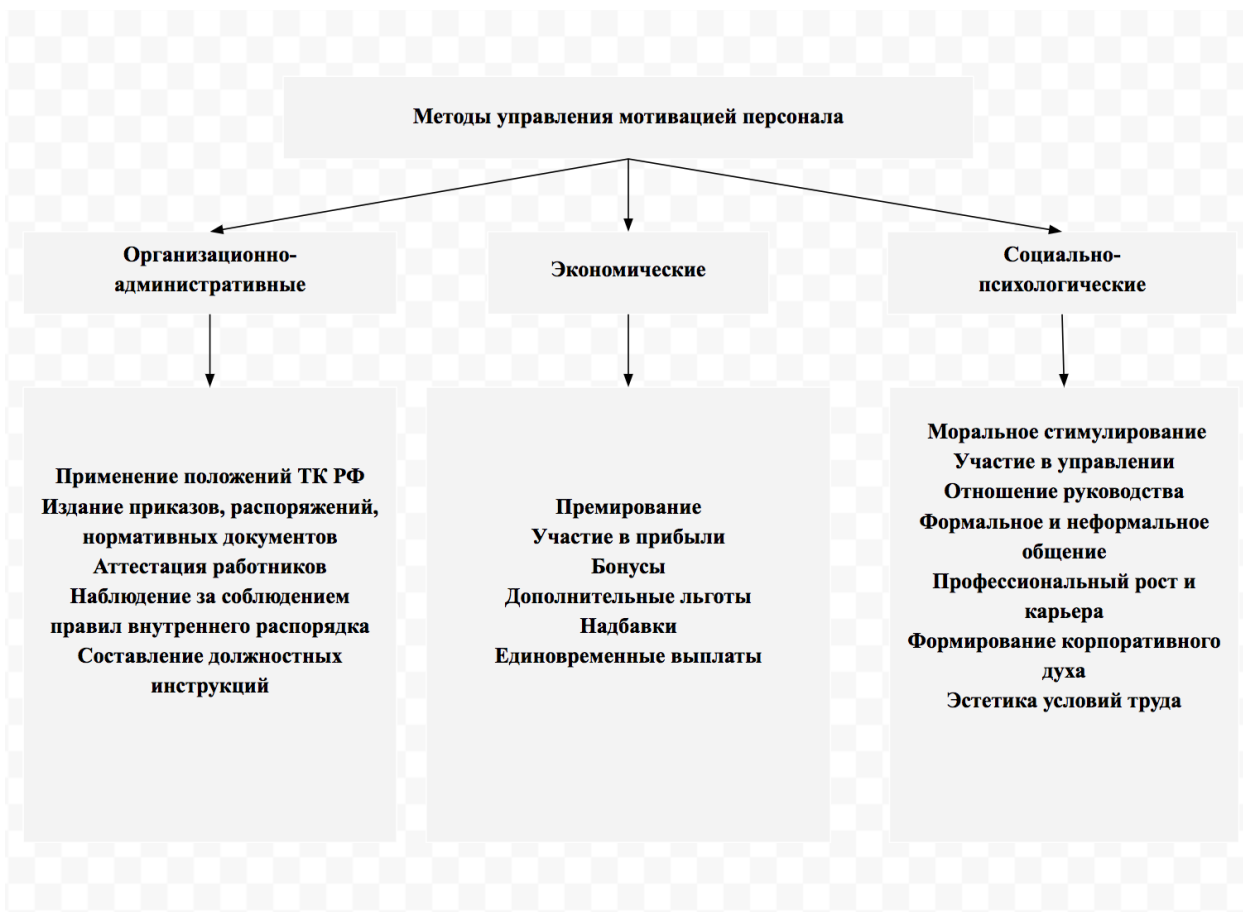 Методы управления мотивацией персонала
Организационно-
административные
Экономические
Социально-
психологические
Применение положений ТК РФ
Издание приказов, распоряжений,
нормативных документов
Аттестация работников
Наблюдение за соблюдением
правил внутреннего распорядка
Составление должностных
инструкций
Премирование
Участие в прибыли
Бонусы
Дополнительные льготы
Надбавки
Единовременные выплаты
Моральное стимулирование
Участие в управлении
Отношение руководства
Формальное и неформальное
общение
Профессиональный рост и
карьера
Формирование корпоративного
духа
Эстетика условий труда